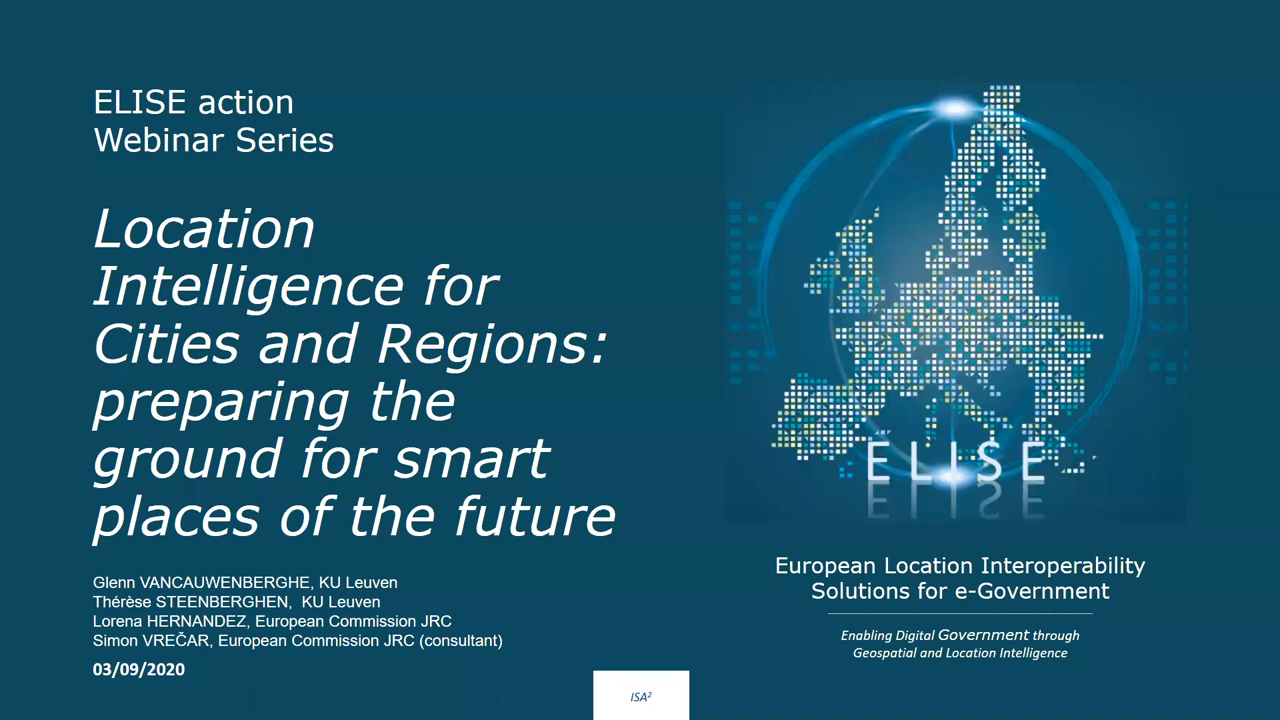 ELISE action
Webinar Series
Location
Intelligence for
Cities and Regions:
preparing the
ground for smart
places of the future
Glenn VANCAUWENBERGHE, KU Leuven
Thérèse STEENBERGHEN, KU Leuven
Lorena HERNANDEZ, European Commission JRC
Simon VREČAR, European Commission JRC (consultant)
03/09/2020
ELISE
European Location Interoperability
Solutions for e-Government
Enabling Digital Government through
Geospatial and Location Intelligence
ISA²